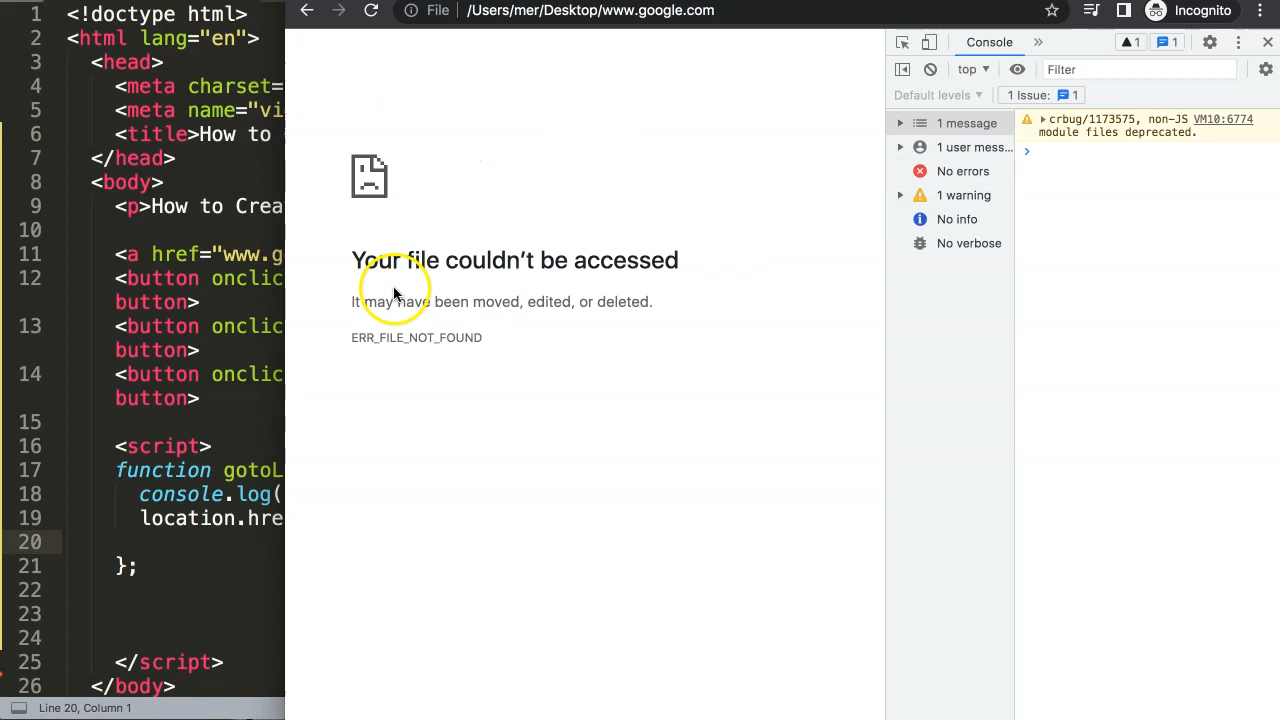 1 <!doctype html>
2 <html lang="en">
3 <head>
4 <meta charset=
5 <meta name="vi
6 <title>How to
7 </head>
8 <body>
9 <p>How to Crea
10
11 <a href="www.g
12 <button onclic
button>
13 <button onclic
button>
14 <button onclic
button>
15
16 <script>
17 function gotoL
18 console.log(
19 location.hre
20
21 };
22
23
24
25 </script>
26 </body>
Line 20, Column 1
File /Users/mer/Desktop/www.google.com
Incognito
Your file couldn't be accessed
It may have been moved, edited, or deleted.
ERR_FILE_NOT_FOUND
Console » 1 1
top Filter
Default levels 1 Issue: 1
1 message
1 user mess...
No errors
1 warning
No info
No verbose
crbug/1173575, non-JS VM10:6774
module files deprecated.